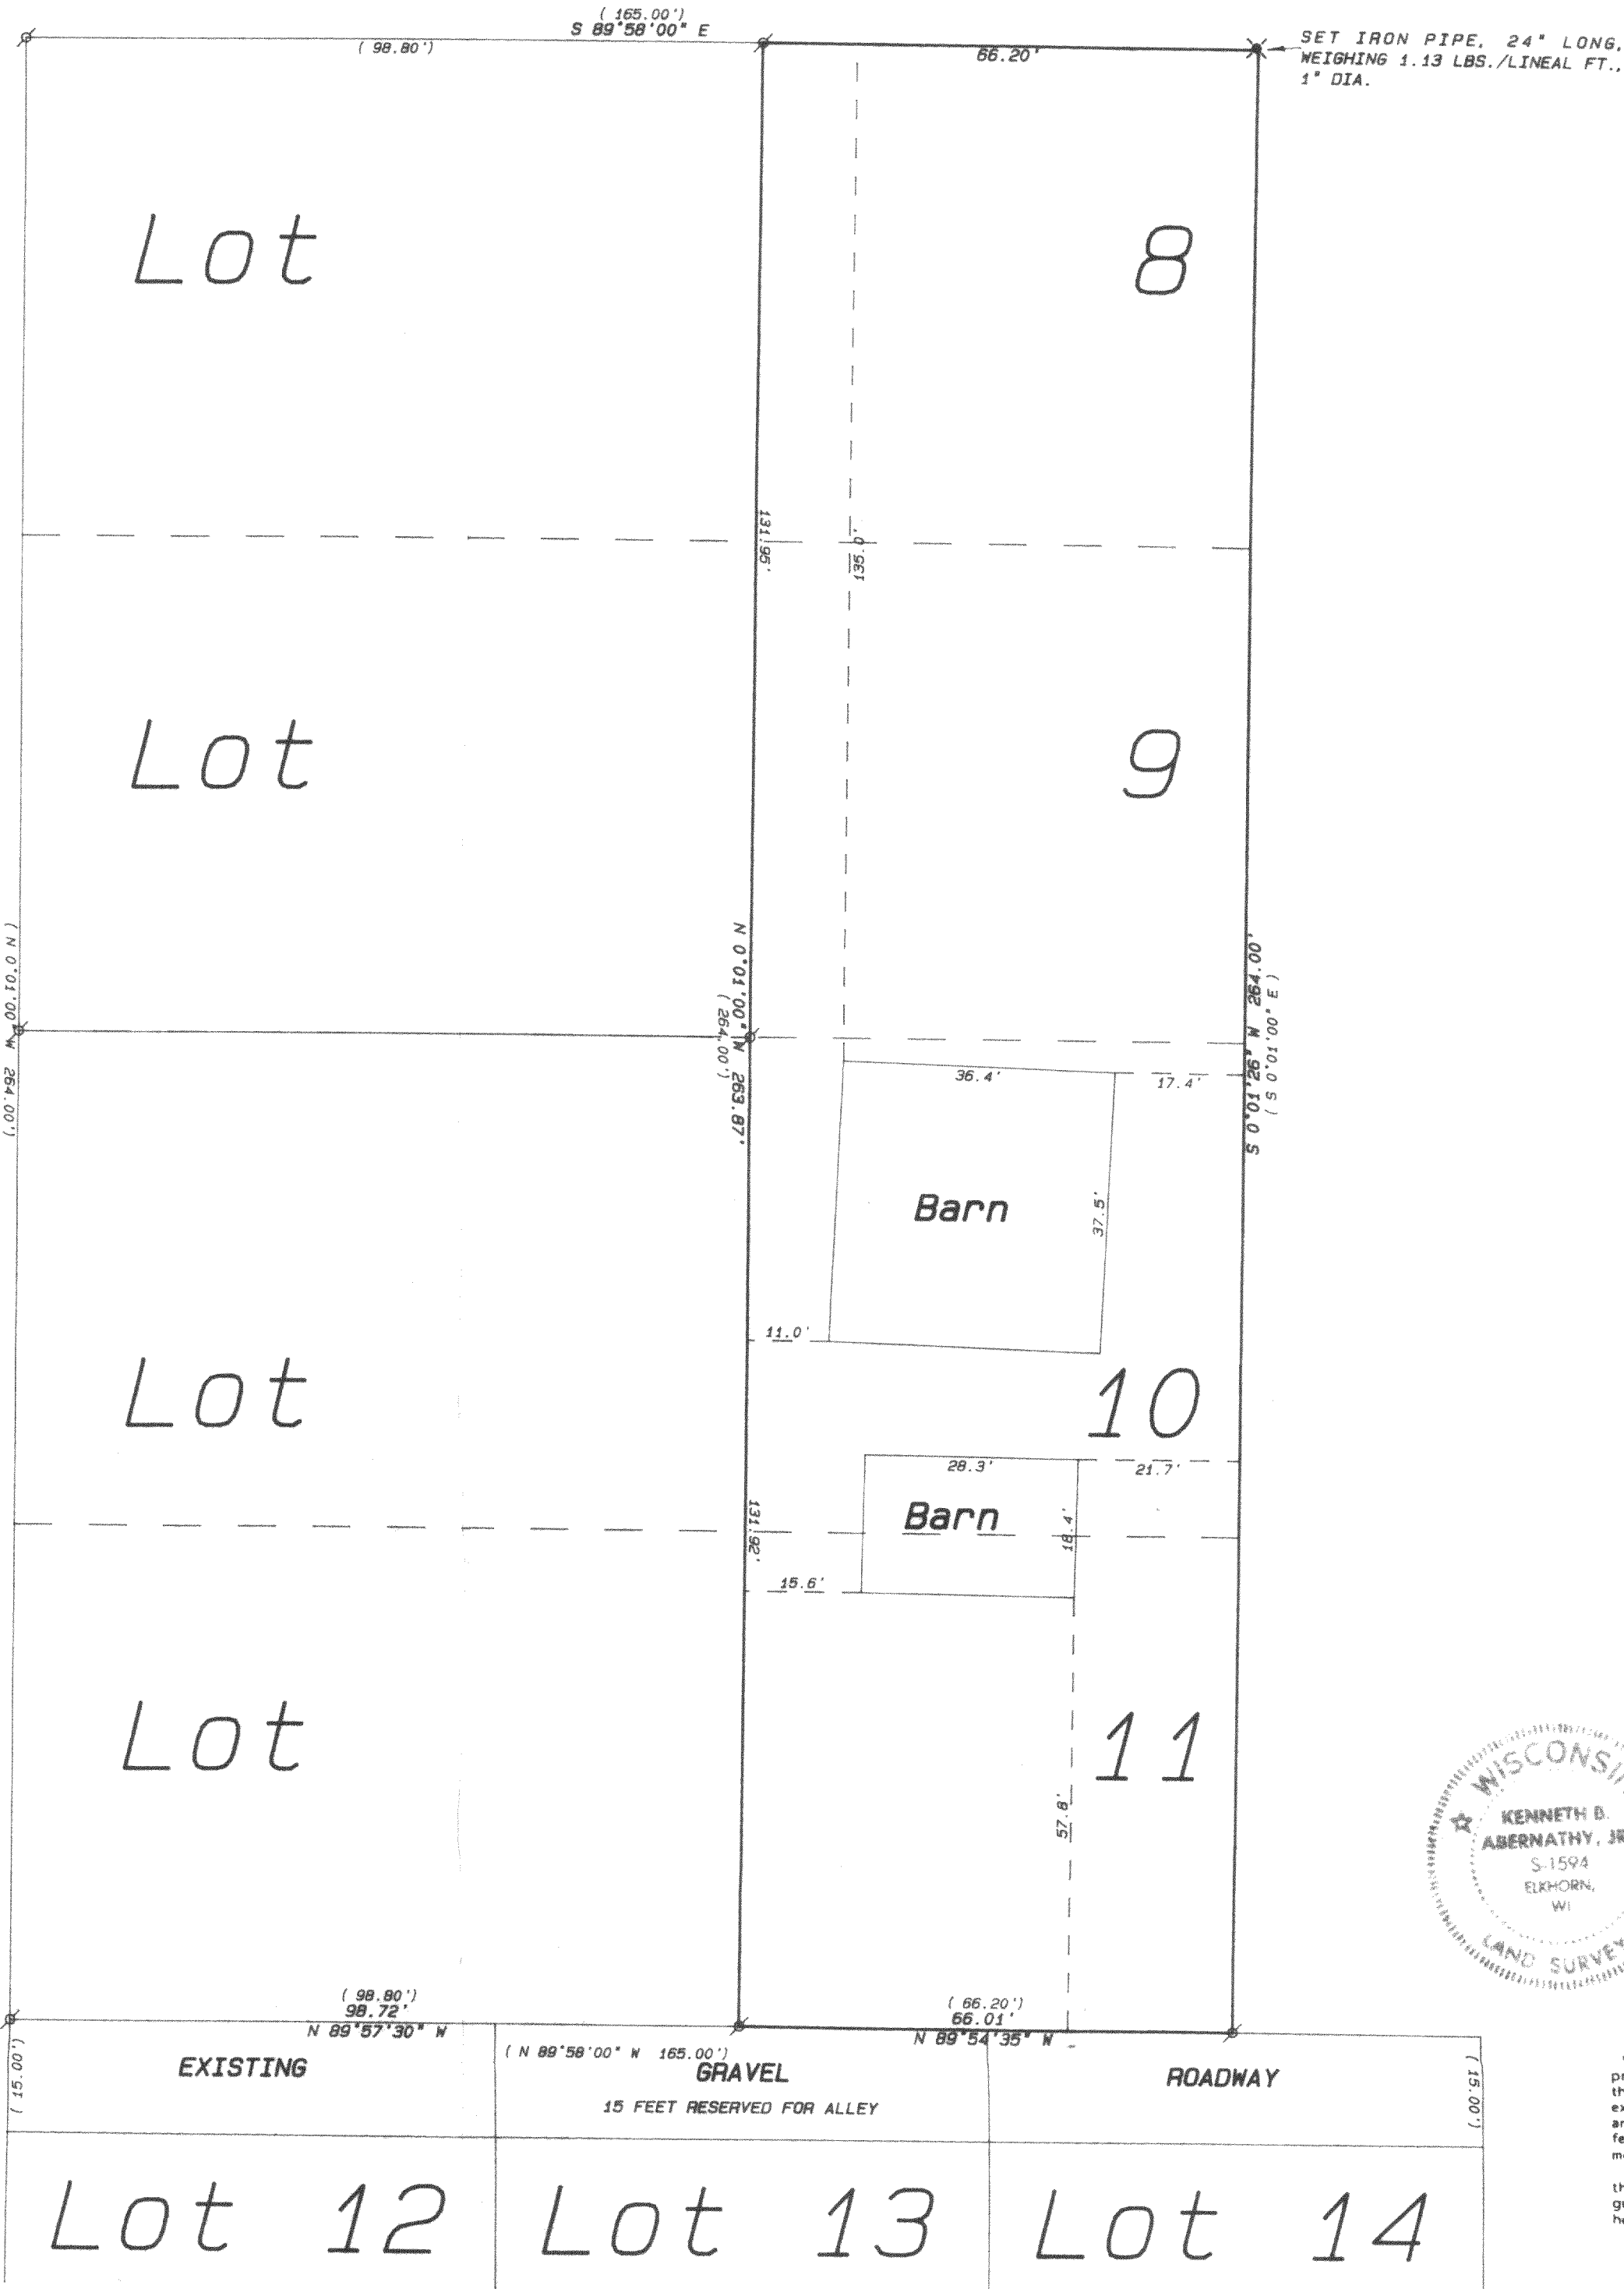 ( 165.00')
S 89°58'00" E
( 98.80')
66.20'
SET IRON PIPE, 24" LONG,
WEIGHING 1.13 LBS./LINEAL FT.,
1" DIA.
Lot 8
131.95'
135.0'
Lot 9
( N 0°01'00" W 264.00')
N 0°01'00" W 263.87'
( 264.00')
S 0°01'26" W 264.00'
( S 0°01'00" E )
36.4'
17.4'
Barn
37.5'
11.0'
Lot 10
28.3'
21.7'
Barn
18.4'
131.92'
15.6'
Lot 11
57.8'
WISCONSIN
KENNETH B.
ABERNATHY, JR
S-1594
ELKHORN,
WI
LAND SURVEY
( 98.80')
98.72'
N 89°57'30" W
( 66.20')
66.01'
N 89°54'35" W
( N 89°58'00" W 165.00')
( 15.00')
EXISTING GRAVEL ROADWAY
( 15.00')
15 FEET RESERVED FOR ALLEY
Lot 12 Lot 13 Lot 14